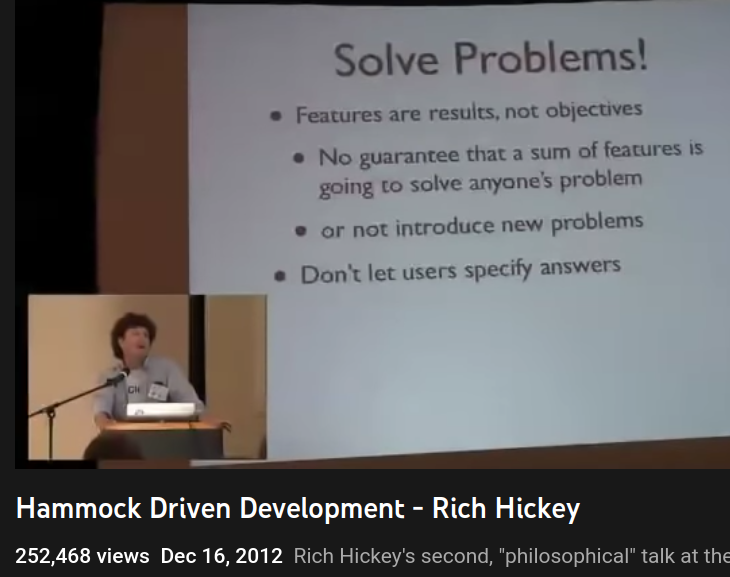 Solve Problems!
• Features are results, not objectives
• No guarantee that a sum of features is
going to solve anyone's problem
• or not introduce new problems
• Don't let users specify answers
Hammock Driven Development - Rich Hickey
252,468 views Dec 16, 2012 Rich Hickey's second, "philosophical" talk at the